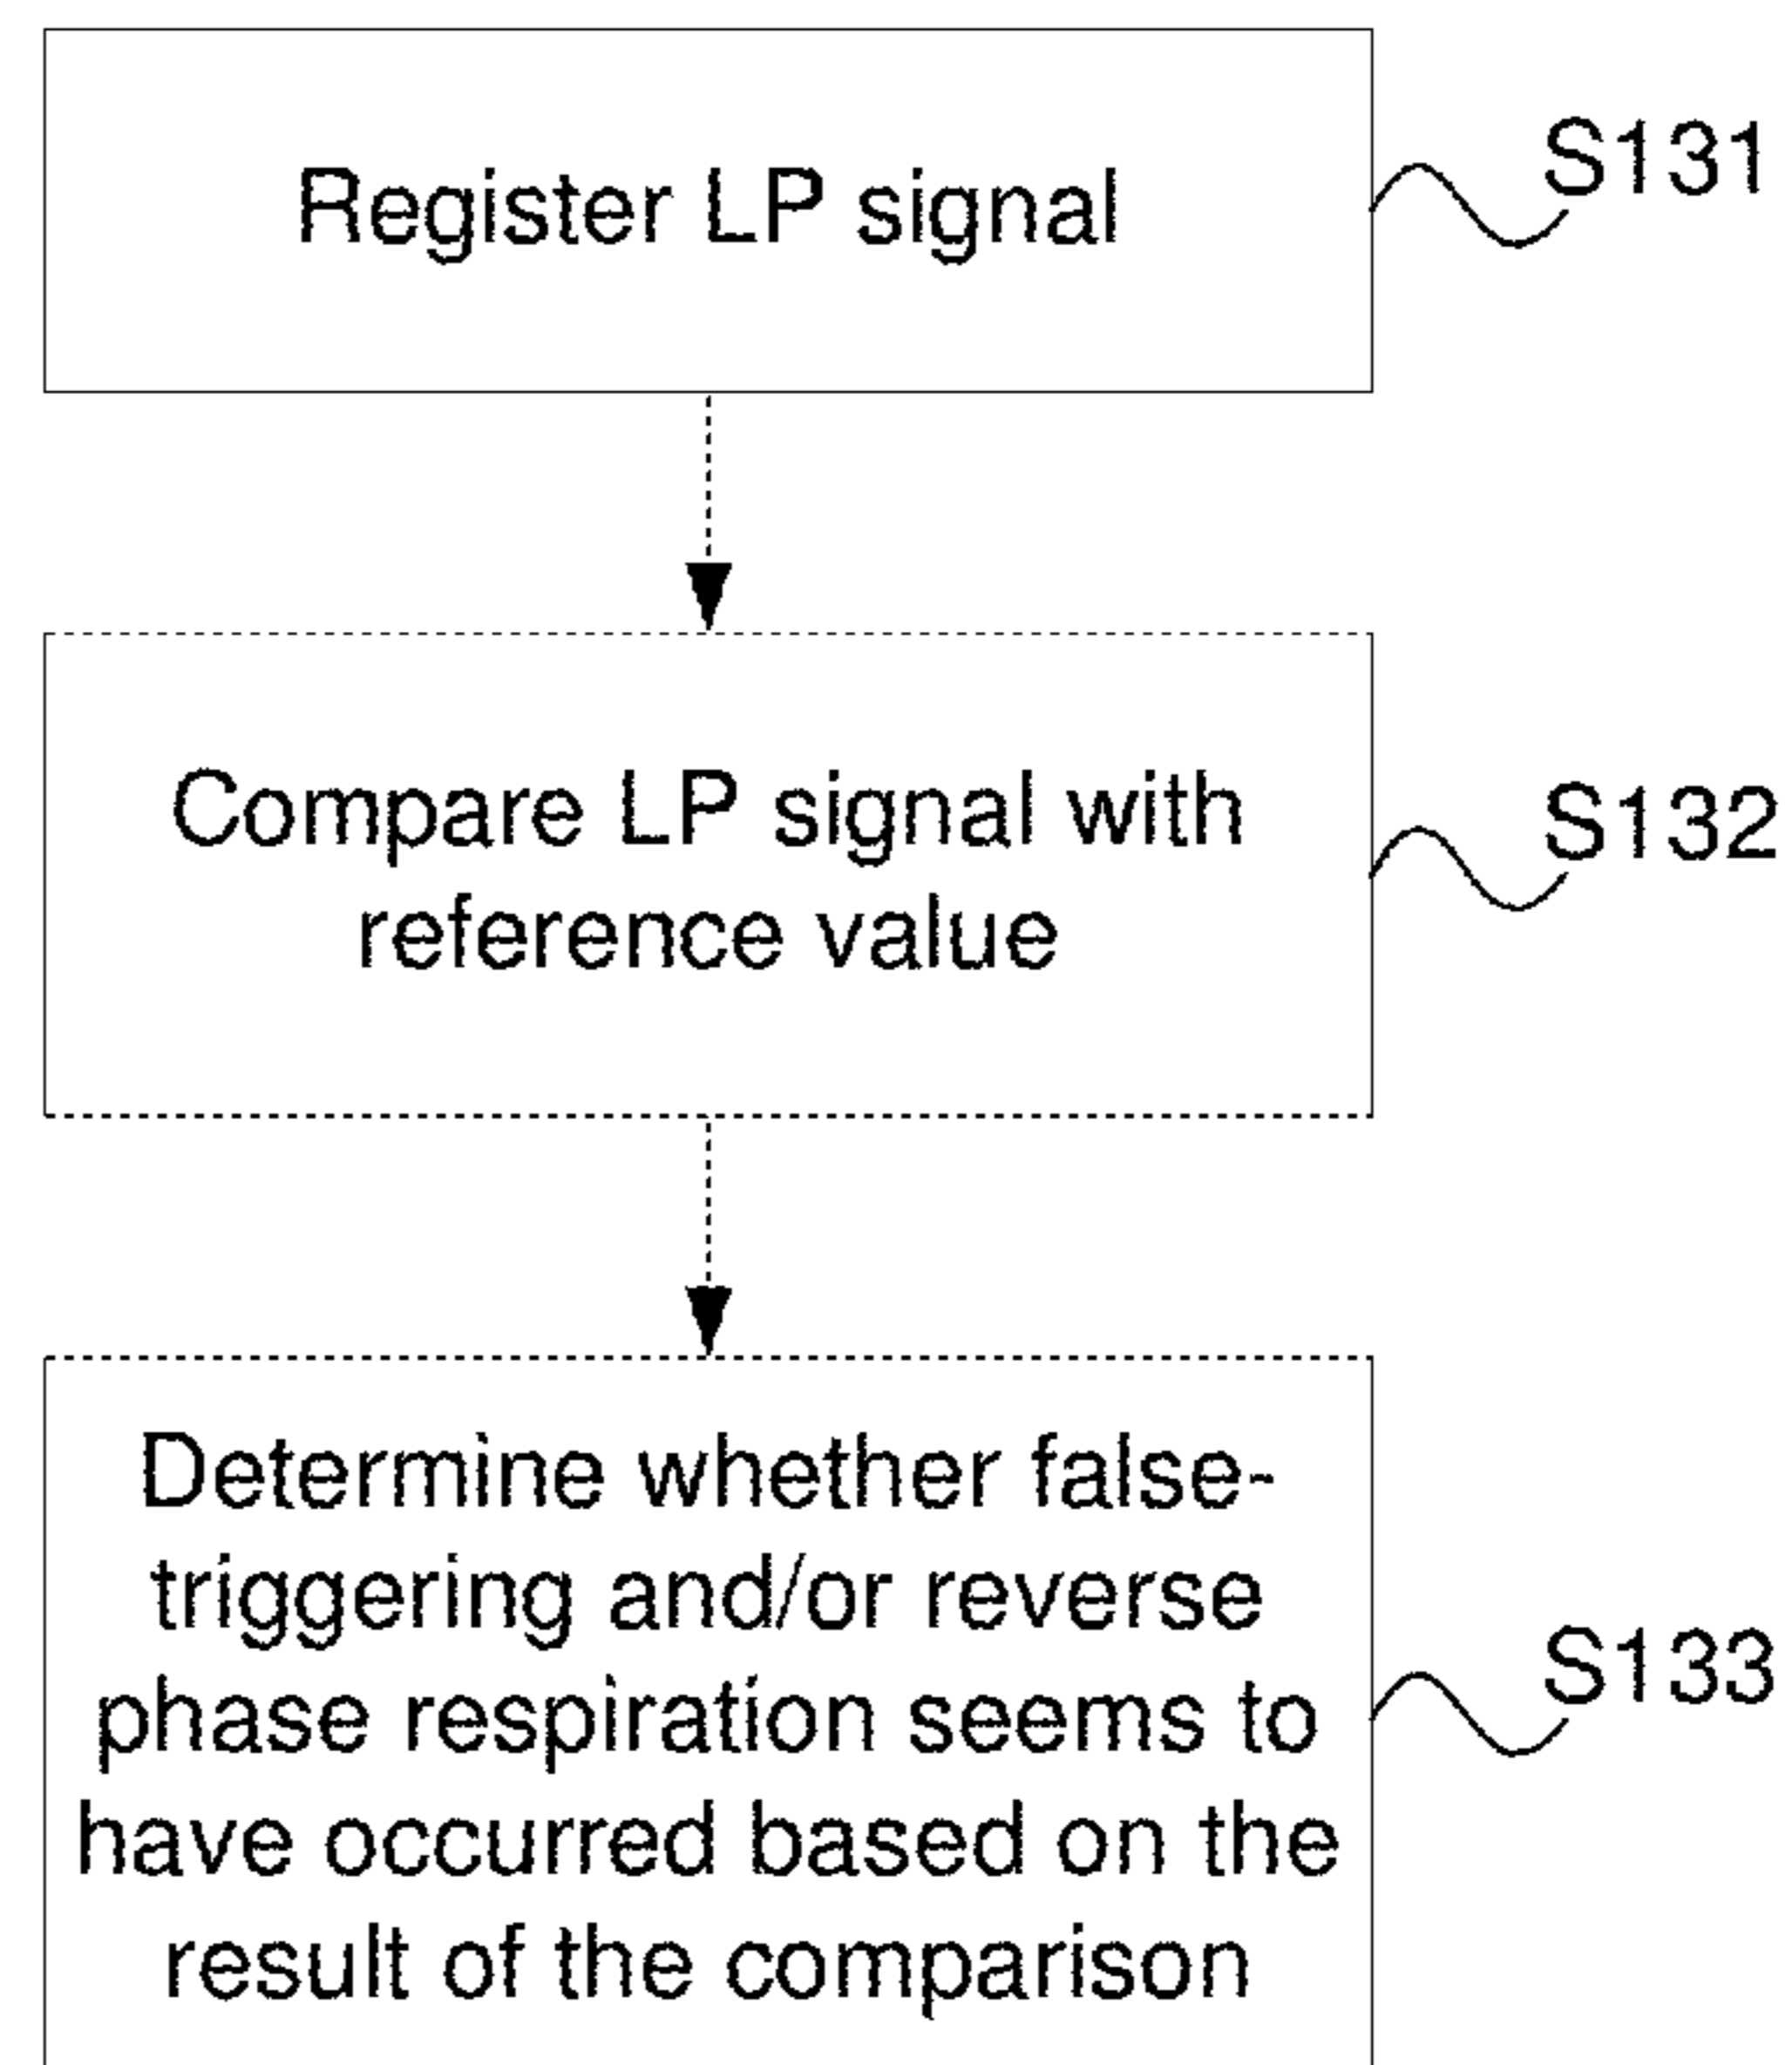 Register LP signal
S131
Compare LP signal with
reference value
S132
Determine whether false-
triggering and/or reverse
phase respiration seems to
have occurred based on the
result of the comparison
S133